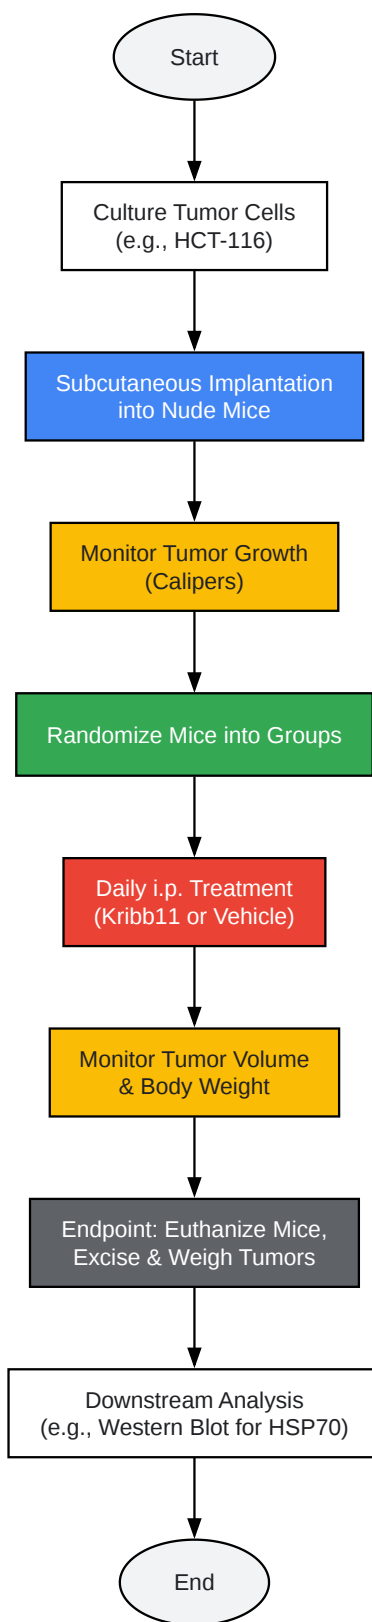 Start
Culture Tumor Cells
(e.g., HCT-116)
Subcutaneous Implantation
into Nude Mice
Monitor Tumor Growth
(Calipers)
Randomize Mice into Groups
Daily i.p. Treatment
(Kribb11 or Vehicle)
Monitor Tumor Volume
& Body Weight
Endpoint: Euthanize Mice,
Excise & Weigh Tumors
Downstream Analysis
(e.g., Western Blot for HSP70)
End